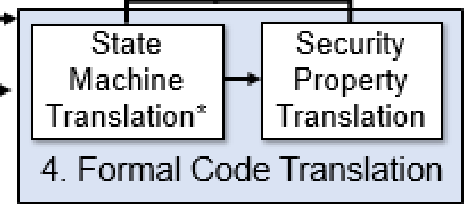 State
Machine
Translation*
Security
Property
Translation
4. Formal Code Translation